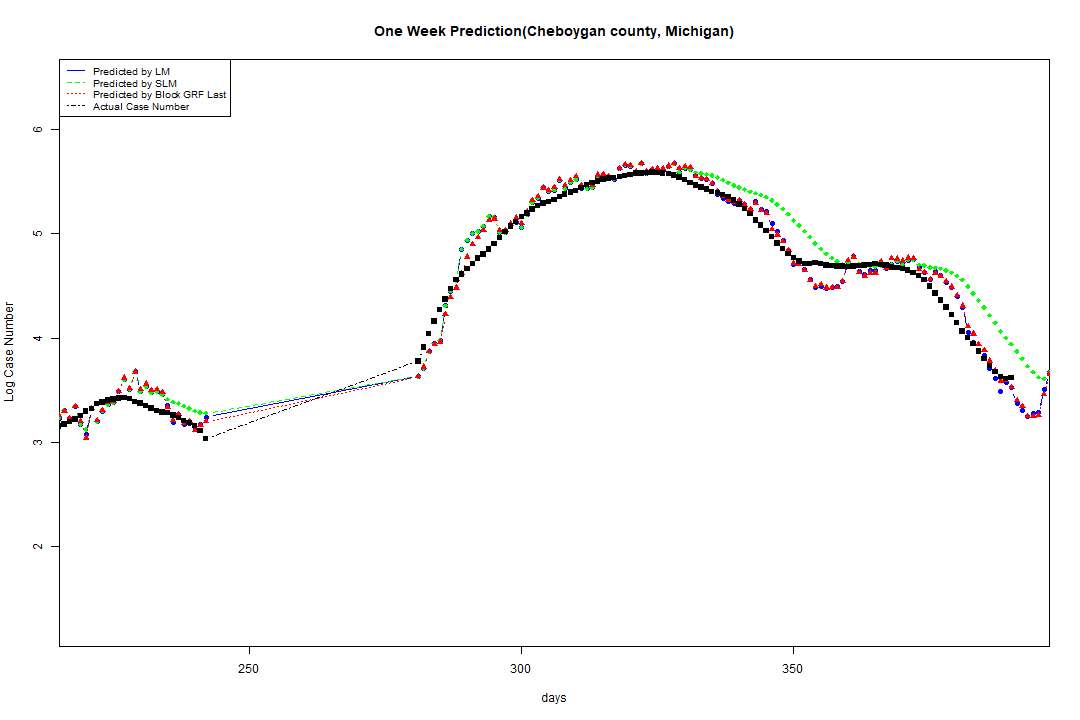 One Week Prediction(Cheboygan county, Michigan)
Predicted by LM
Predicted by SLM
Predicted by Block GRF Last
Actual Case Number
6
5
4
3
2
Log Case Number
250 300 350
days